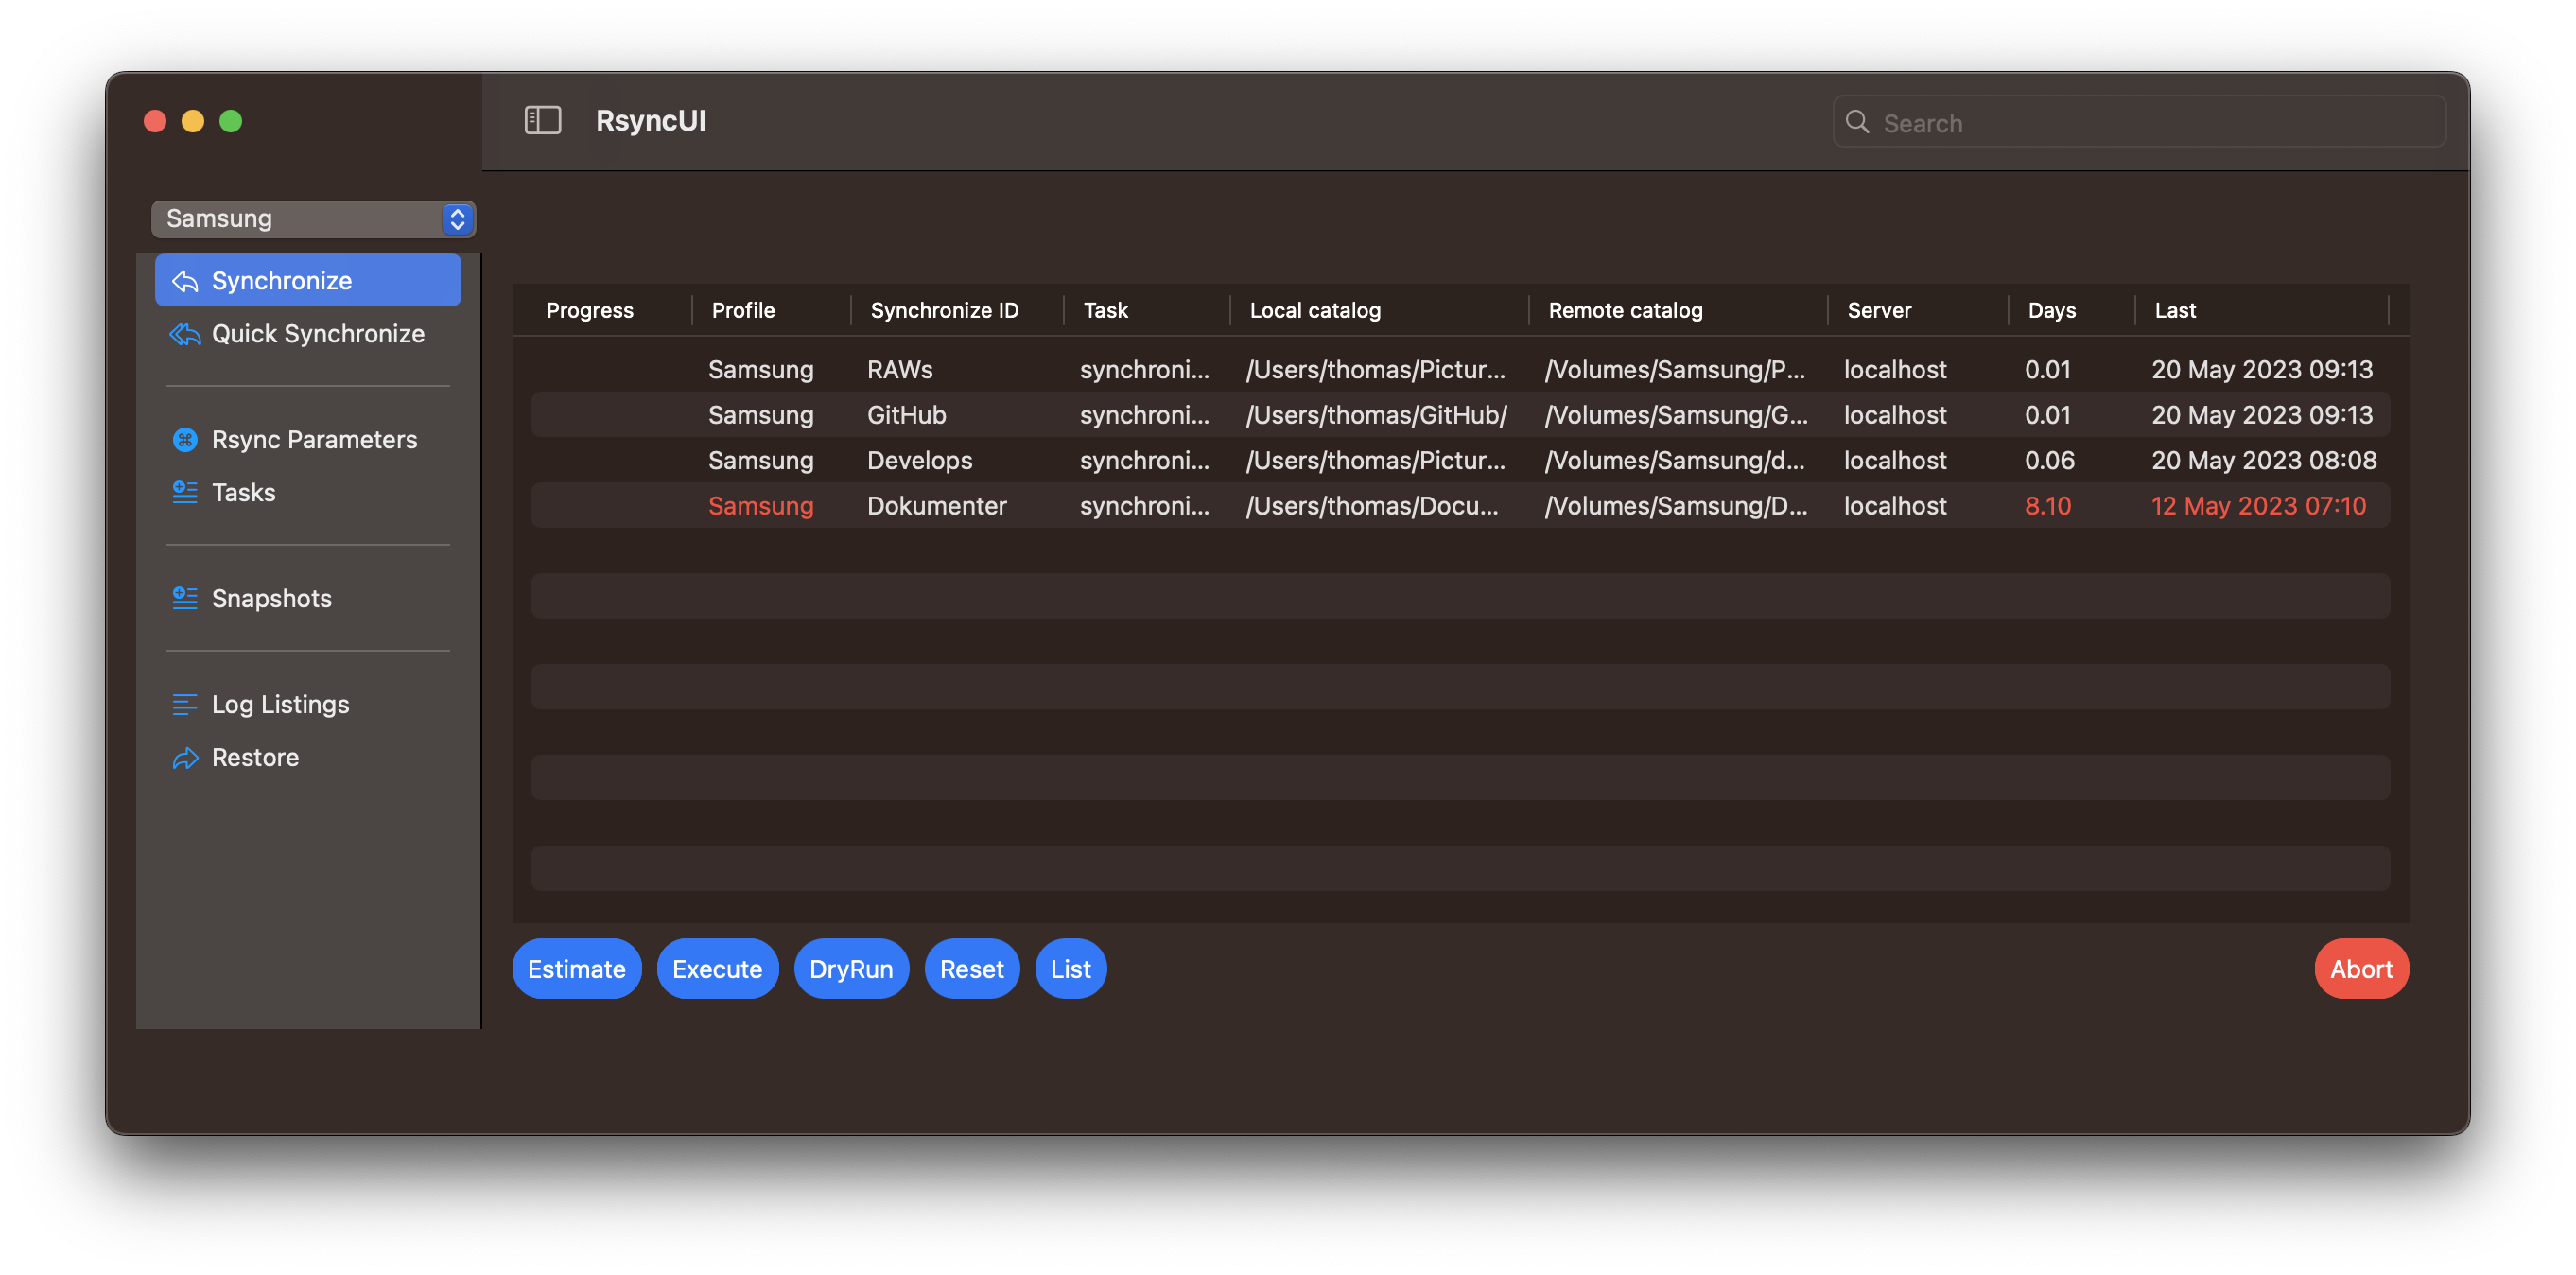 RsyncUI
Search
Samsung
Synchronize
Quick Synchronize
Rsync Parameters
Tasks
Snapshots
Log Listings
Restore
Progress Profile Synchronize ID Task Local catalog Remote catalog Server Days Last
Samsung RAWs synchroni... /Users/thomas/Pictur... /Volumes/Samsung/P... localhost 0.01 20 May 2023 09:13
Samsung GitHub synchroni... /Users/thomas/GitHub/ /Volumes/Samsung/G... localhost 0.01 20 May 2023 09:13
Samsung Develops synchroni... /Users/thomas/Pictur... /Volumes/Samsung/d... localhost 0.06 20 May 2023 08:08
Samsung Dokumenter synchroni... /Users/thomas/Docu... /Volumes/Samsung/D... localhost 8.10 12 May 2023 07:10
Estimate Execute DryRun Reset List Abort